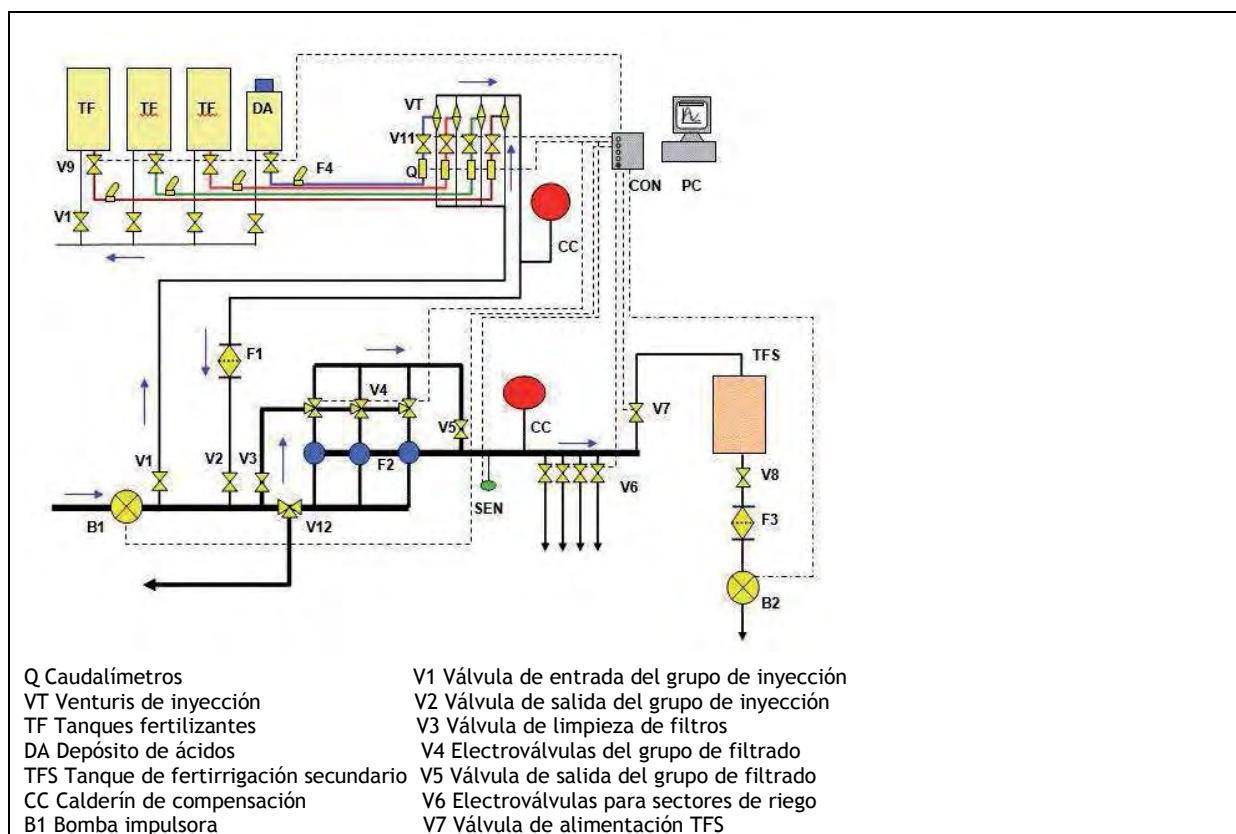 TF TF TF DA
VT
V11
V9
F4
Q
CON PC
V1
CC
F1
TFS
V4
V7
V5
CC
V1 V2 V3
F2
V8
V6
SEN
F3
B1
V12
B2
Q Caudalímetros V1 Válvula de entrada del grupo de inyección
VT Venturis de inyección V2 Válvula de salida del grupo de inyección
TF Tanques fertilizantes V3 Válvula de limpieza de filtros
DA Depósito de ácidos V4 Electroválvulas del grupo de filtrado
TFS Tanque de fertirrigación secundario V5 Válvula de salida del grupo de filtrado
CC Calderín de compensación V6 Electroválvulas para sectores de riego
B1 Bomba impulsora V7 Válvula de alimentación TFS